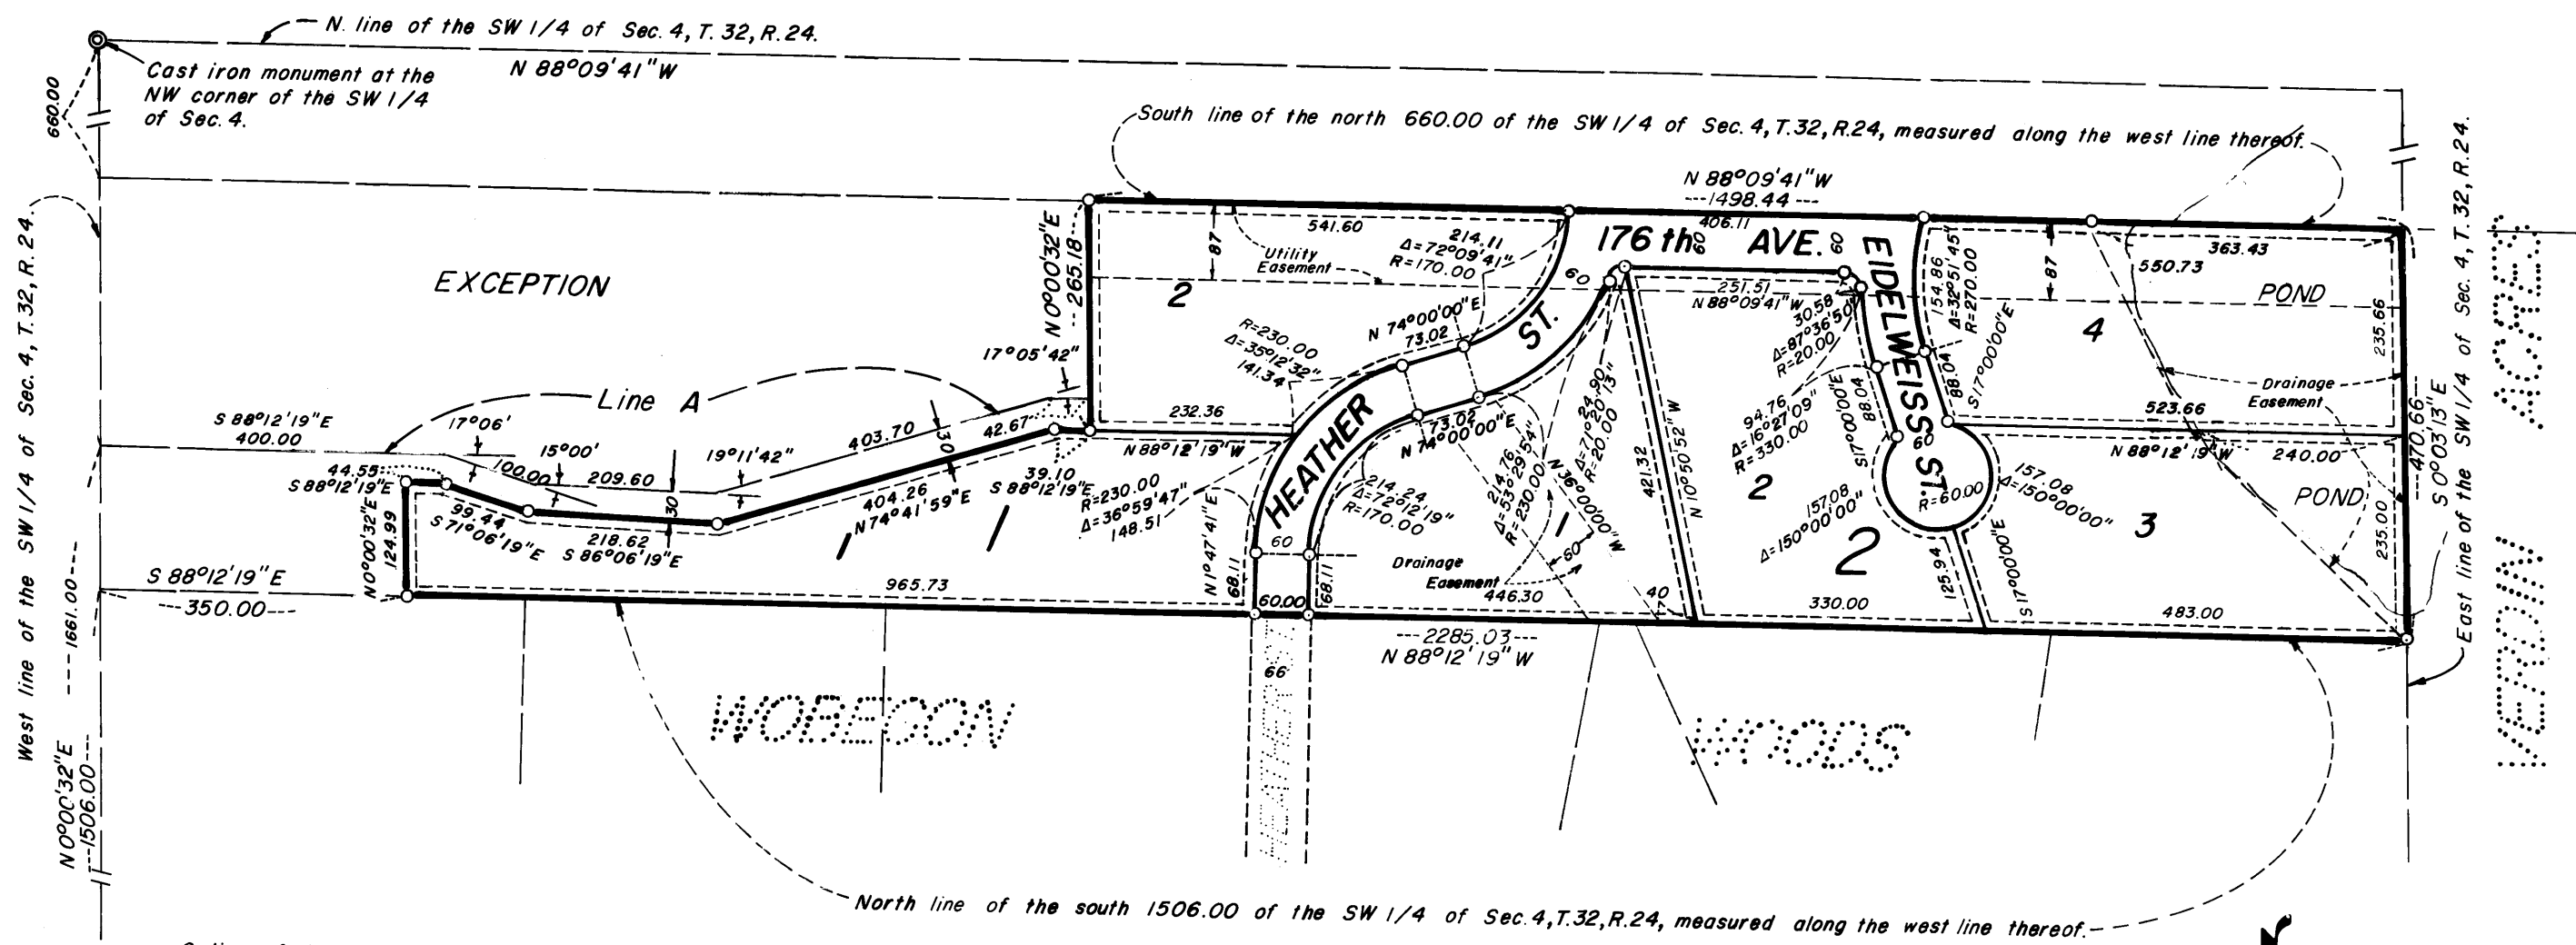 N. line of the SW 1/4 of Sec. 4, T. 32, R. 24.
N 88°09'41"W
Cast iron monument at the
NW corner of the SW 1/4
of Sec. 4.
660.00
South line of the north 660.00 of the SW 1/4 of Sec. 4, T.32, R.24, measured along the west line thereof.
N 88°09'41"W
---1498.44---
West line of the SW 1/4 of Sec. 4, T. 32, R. 24.
East line of the SW 1/4 of Sec. 4, T. 32, R. 24.
EXCEPTION
N0°00'32"E
---265.18---
87
541.60
Utility
Easement
2
214.11
Δ=72°09'41"
R=170.00
176th AVE.
406.11
60
60
60
251.51
N 88°09'41"W
EIDELWEISS ST.
154.86
Δ=32°51'45"
R=270.00
87
363.43
550.73
POND
235.66
4
Drainage
Easement
523.66
N 88°12'19"W
240.00
POND
235.00
---470.66---
S 0°03'13"E
ACRES
VERDIN
17°05'42"
Line A
S 88°12'19"E
400.00
17°06'
15°00'
100.00
209.60
19°11'42"
30
403.70
30
42.67
44.55
S 88°12'19"E
99.44
S 71°06'19"E
218.62
S 86°06'19"E
404.26
N74°41'59"E
39.10
S 88°12'19"E
N0°00'32"E
124.99
232.36
N88°12'19"W
R=230.00
Δ=35°12'32"
141.34
N 74°00'00"E
73.02
HEATHER ST.
73.02
N 74°00'00"E
R=230.00
Δ=36°59'47"
148.51
214.24
Δ=72°12'19"
R=170.00
214.76
Δ=53°29'54"
R=230.00
24.90
Δ=71°20'13"
R=20.00
N36°00'00"W
60
1
421.32
N10°50'52"W
30.58
Δ=87°36'50"
R=20.00
94.76
Δ=16°27'09"
R=330.00
S17°00'00"E
88.04
88.04
S17°00'00"E
2
2
60
R=60.00
157.08
Δ=150°00'00"
157.08
Δ=150°00'00"
3
125.94
S17°00'00"E
1
S 88°12'19"E
---350.00---
965.73
N1°47'41"E
68.11
60
60.00
68.11
Drainage
Easement
446.30
40
330.00
483.00
---2285.03---
N 88°12'19"W
66
---1661.00---
N0°00'32"E
---1506.00---
WOBEGON WOODS
HEATHER ST.
North line of the south 1506.00 of the SW 1/4 of Sec. 4, T.32, R.24, measured along the west line thereof.